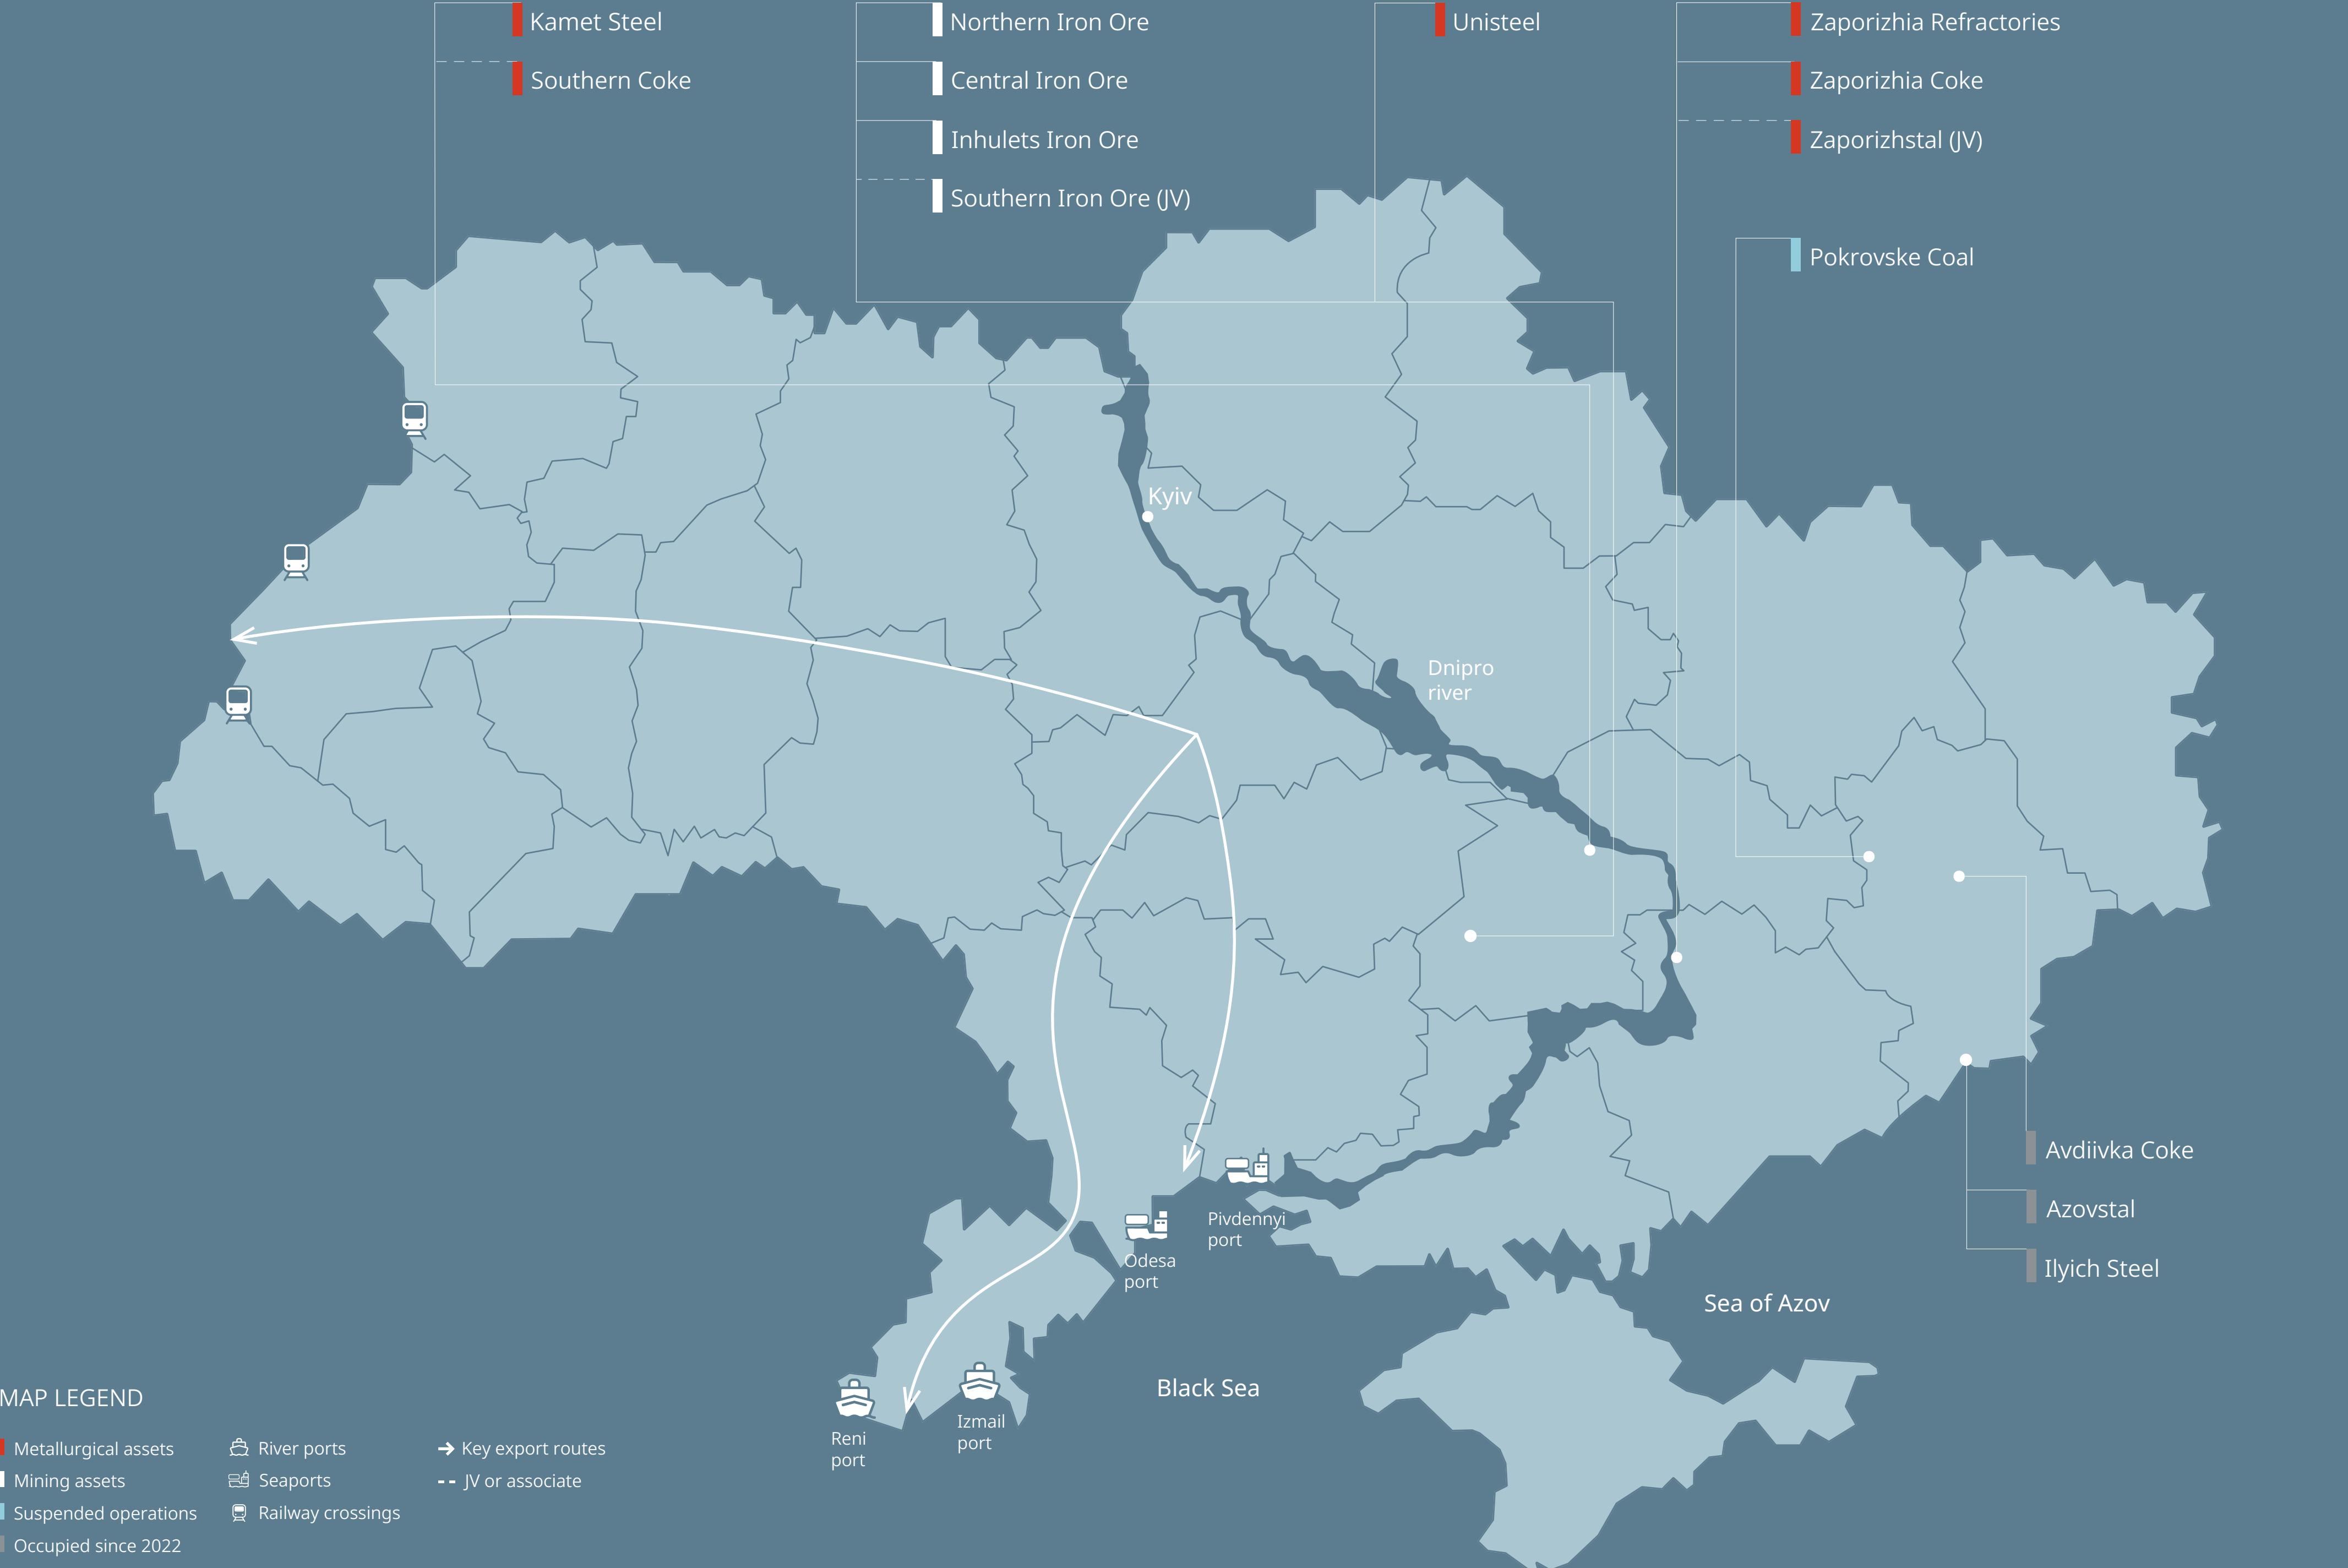 Kamet Steel
Southern Coke
Northern Iron Ore
Central Iron Ore
Inhulets Iron Ore
Southern Iron Ore (JV)
Unisteel
Zaporizhia Refractories
Zaporizhia Coke
Zaporizhstal (JV)
Pokrovske Coal
Kyiv
Dnipro
river
Avdiivka Coke
Azovstal
Ilyich Steel
Pivdennyi
port
Odesa
port
Sea of Azov
Black Sea
Izmail
port
Reni
port
MAP LEGEND
Metallurgical assets
Mining assets
Suspended operations
Occupied since 2022
River ports
Seaports
Railway crossings
Key export routes
JV or associate